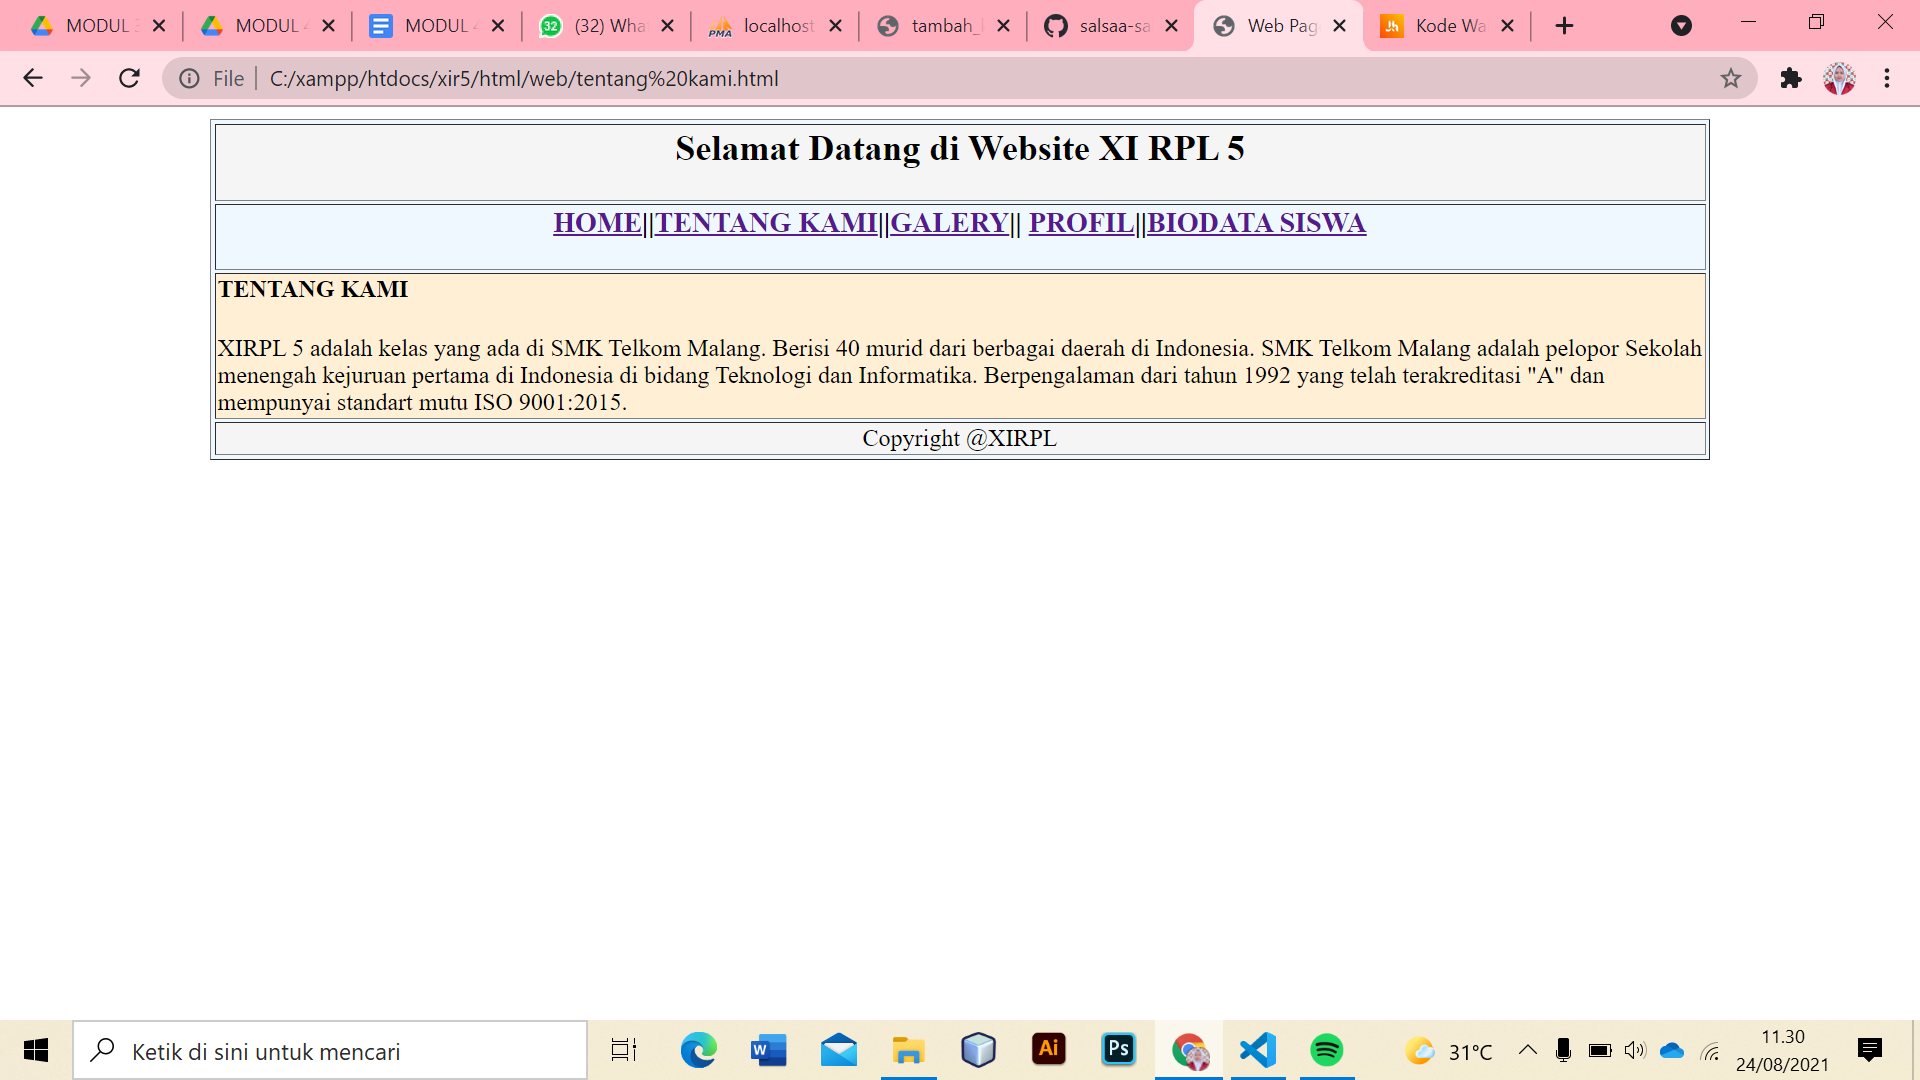 MODUL 3
MODUL 4
MODUL 4
32
(32) Wha
PMA
localhost
tambah_
salsaa-sa
Web Pag
Kode Wa
File
C:/xampp/htdocs/xir5/html/web/tentang%20kami.html
Selamat Datang di Website XI RPL 5
HOME||TENTANG KAMI||GALERY|| PROFIL||BIODATA SISWA
TENTANG KAMI
XIRPL 5 adalah kelas yang ada di SMK Telkom Malang. Berisi 40 murid dari berbagai daerah di Indonesia. SMK Telkom Malang adalah pelopor Sekolah
menengah kejuruan pertama di Indonesia di bidang Teknologi dan Informatika. Berpengalaman dari tahun 1992 yang telah terakreditasi "A" dan
mempunyai standart mutu ISO 9001:2015.
Copyright @XIRPL
Ketik di sini untuk mencari
W
Ai
Ps
31°C
11.30
24/08/2021